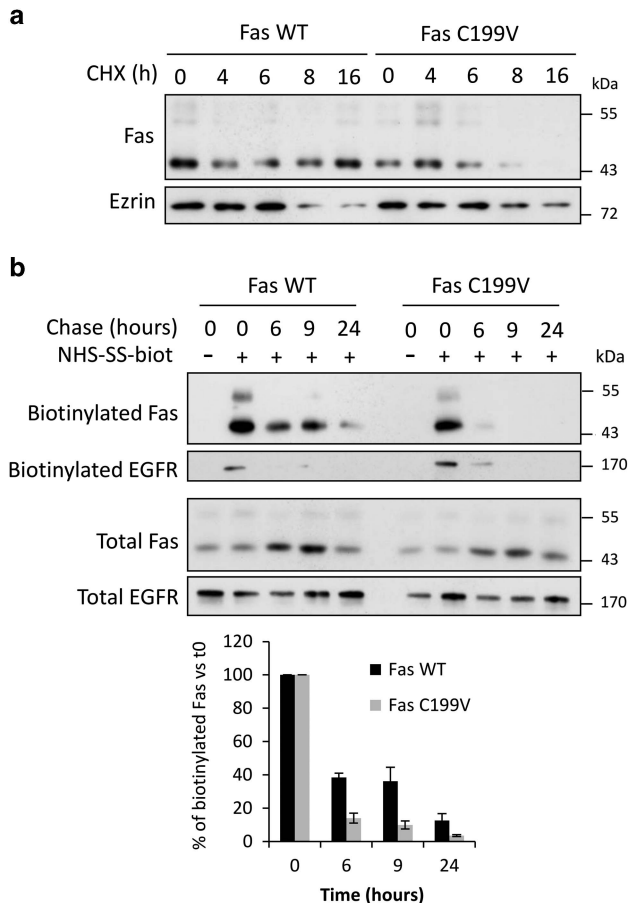 a
Fas WT Fas C199V
CHX (h) 0 4 6 8 16 0 4 6 8 16 kDa
Fas 55
43
Ezrin 72
b
Fas WT Fas C199V
Chase (hours) 0 0 6 9 24 0 0 6 9 24
NHS-SS-biot – + + + + – + + + + kDa
55
Biotinylated Fas 43
Biotinylated EGFR 170
55
Total Fas 43
Total EGFR 170
% of biotinylated Fas vs t0
120
100
80
60
40
20
0
Fas WT
Fas C199V
0 6 9 24
Time (hours)